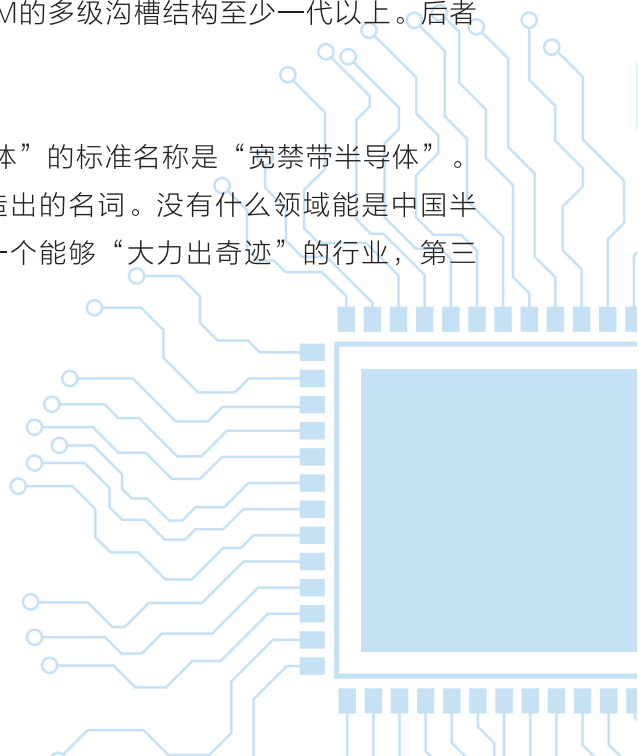 M的多级沟槽结构至少一代以上。后者
体”的标准名称是“宽禁带半导体”。
造出的名词。没有什么领域能是中国半
一个能够“大力出奇迹”的行业，第三